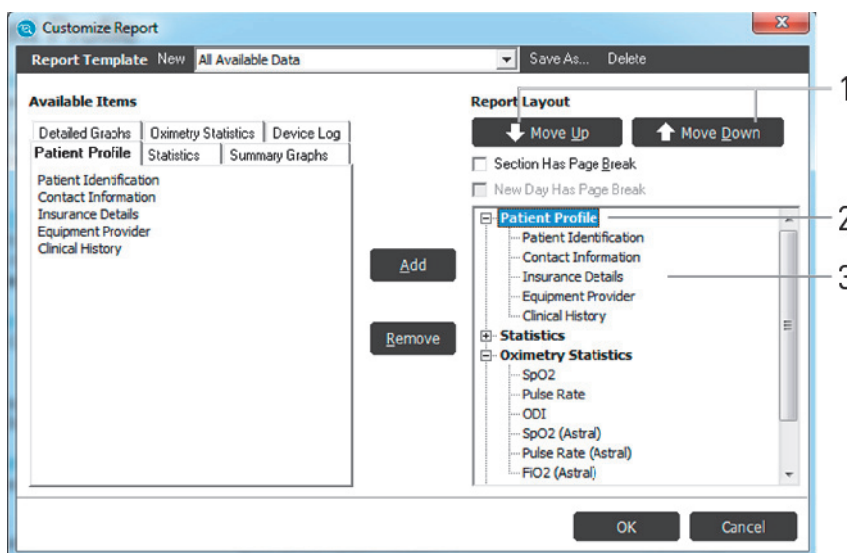 Customize Report
Report Template New All Available Data Save As... Delete
Available Items
Detailed Graphs Oximetry Statistics Device Log
Patient Profile Statistics Summary Graphs
Patient Identification
Contact Information
Insurance Details
Equipment Provider
Clinical History
Add
Remove
Report Layout
1
Move Up Move Down
Section Has Page Break
New Day Has Page Break
Patient Profile
2
Patient Identification
Contact Information
Insurance Details
3
Equipment Provider
Clinical History
Statistics
Oximetry Statistics
SpO2
Pulse Rate
ODI
SpO2 (Astral)
Pulse Rate (Astral)
FiO2 (Astral)
OK Cancel